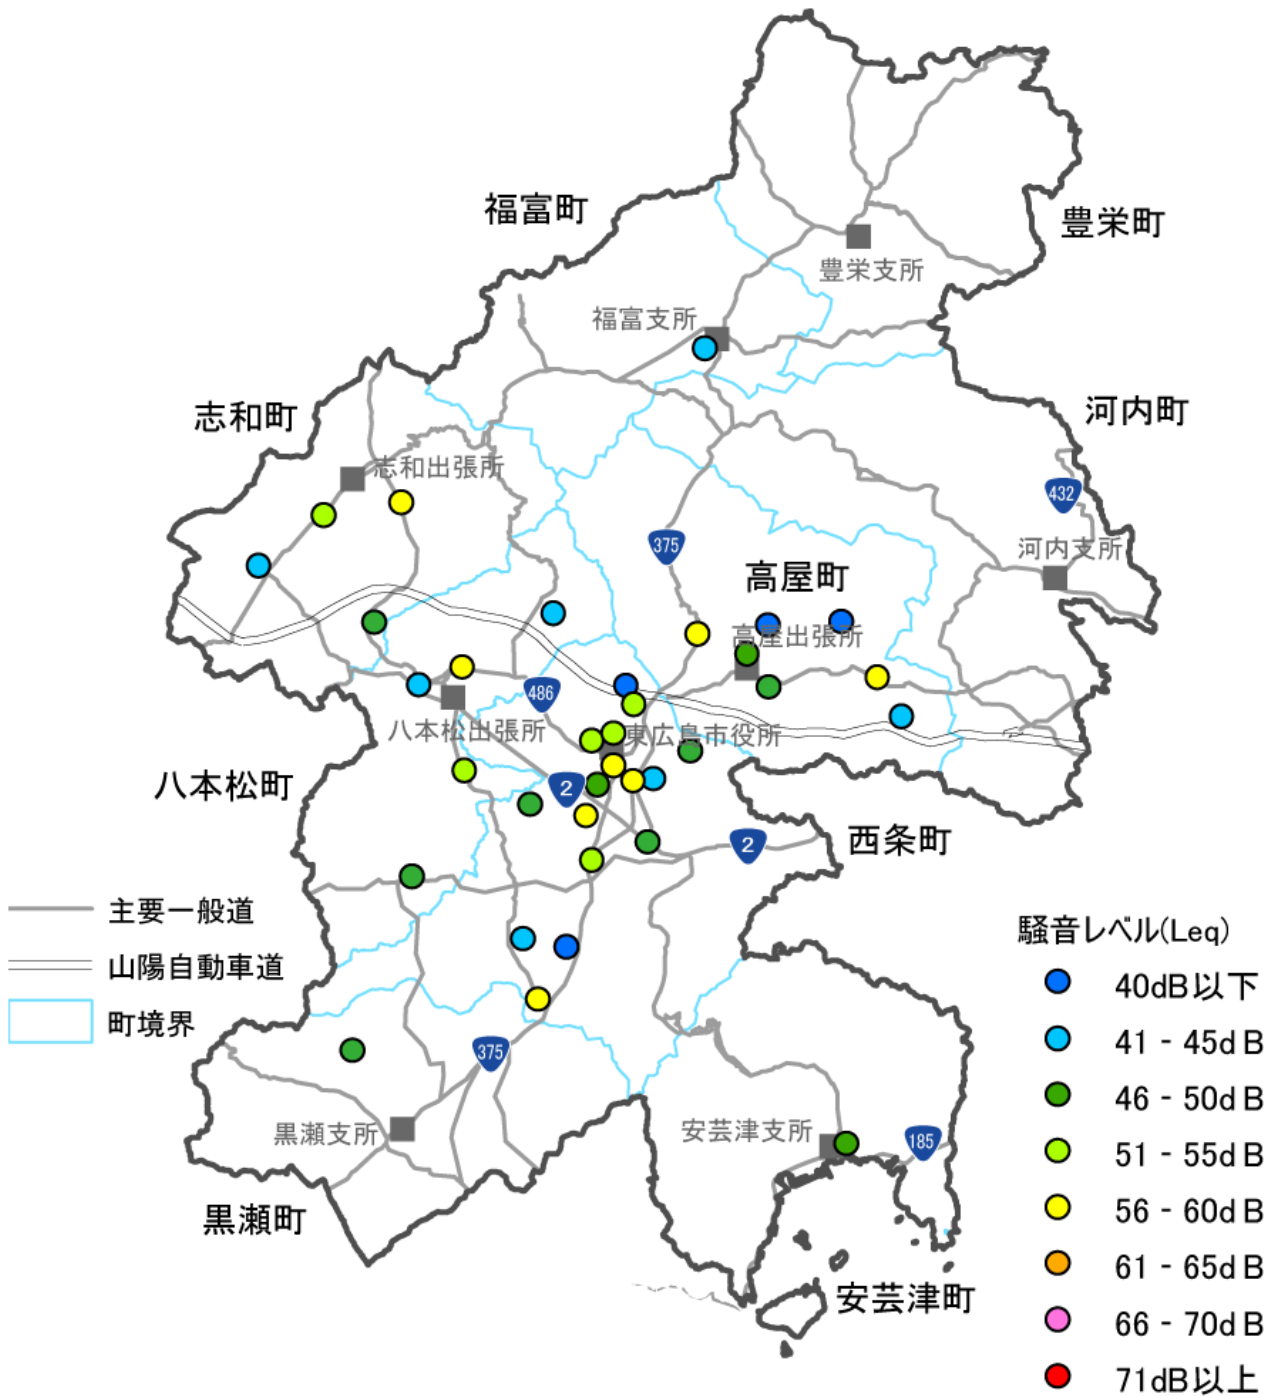 福富町
豊栄町
豊栄支所
福富支所
志和町
河内町
志和出張所
432
375
河内支所
高屋町
高屋出張所
486
八本松出張所
東広島市役所
八本松町
2
西条町
2
主要一般道
山陽自動車道
町境界
騒音レベル(Leq)
40dB以下
41 - 45dB
46 - 50dB
51 - 55dB
56 - 60dB
61 - 65dB
66 - 70dB
71dB以上
375
黒瀬支所
安芸津支所
185
黒瀬町
安芸津町